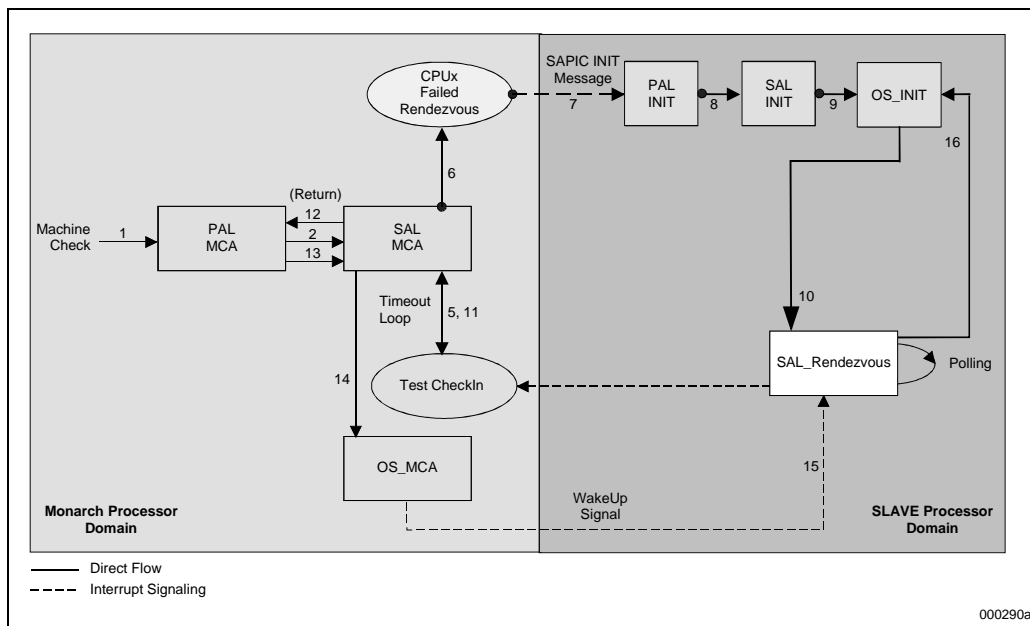 CPUx
Failed
Rendezvous
SAPIC INIT
Message
7
PAL
INIT
8
SAL
INIT
9
OS_INIT
16
6
(Return)
Machine
Check
1
PAL
MCA
12
2
13
SAL
MCA
Timeout
Loop
5, 11
10
14
Test CheckIn
SAL_Rendezvous
Polling
OS_MCA
15
WakeUp
Signal
Monarch Processor
Domain
SLAVE Processor
Domain
Direct Flow
Interrupt Signaling
000290a